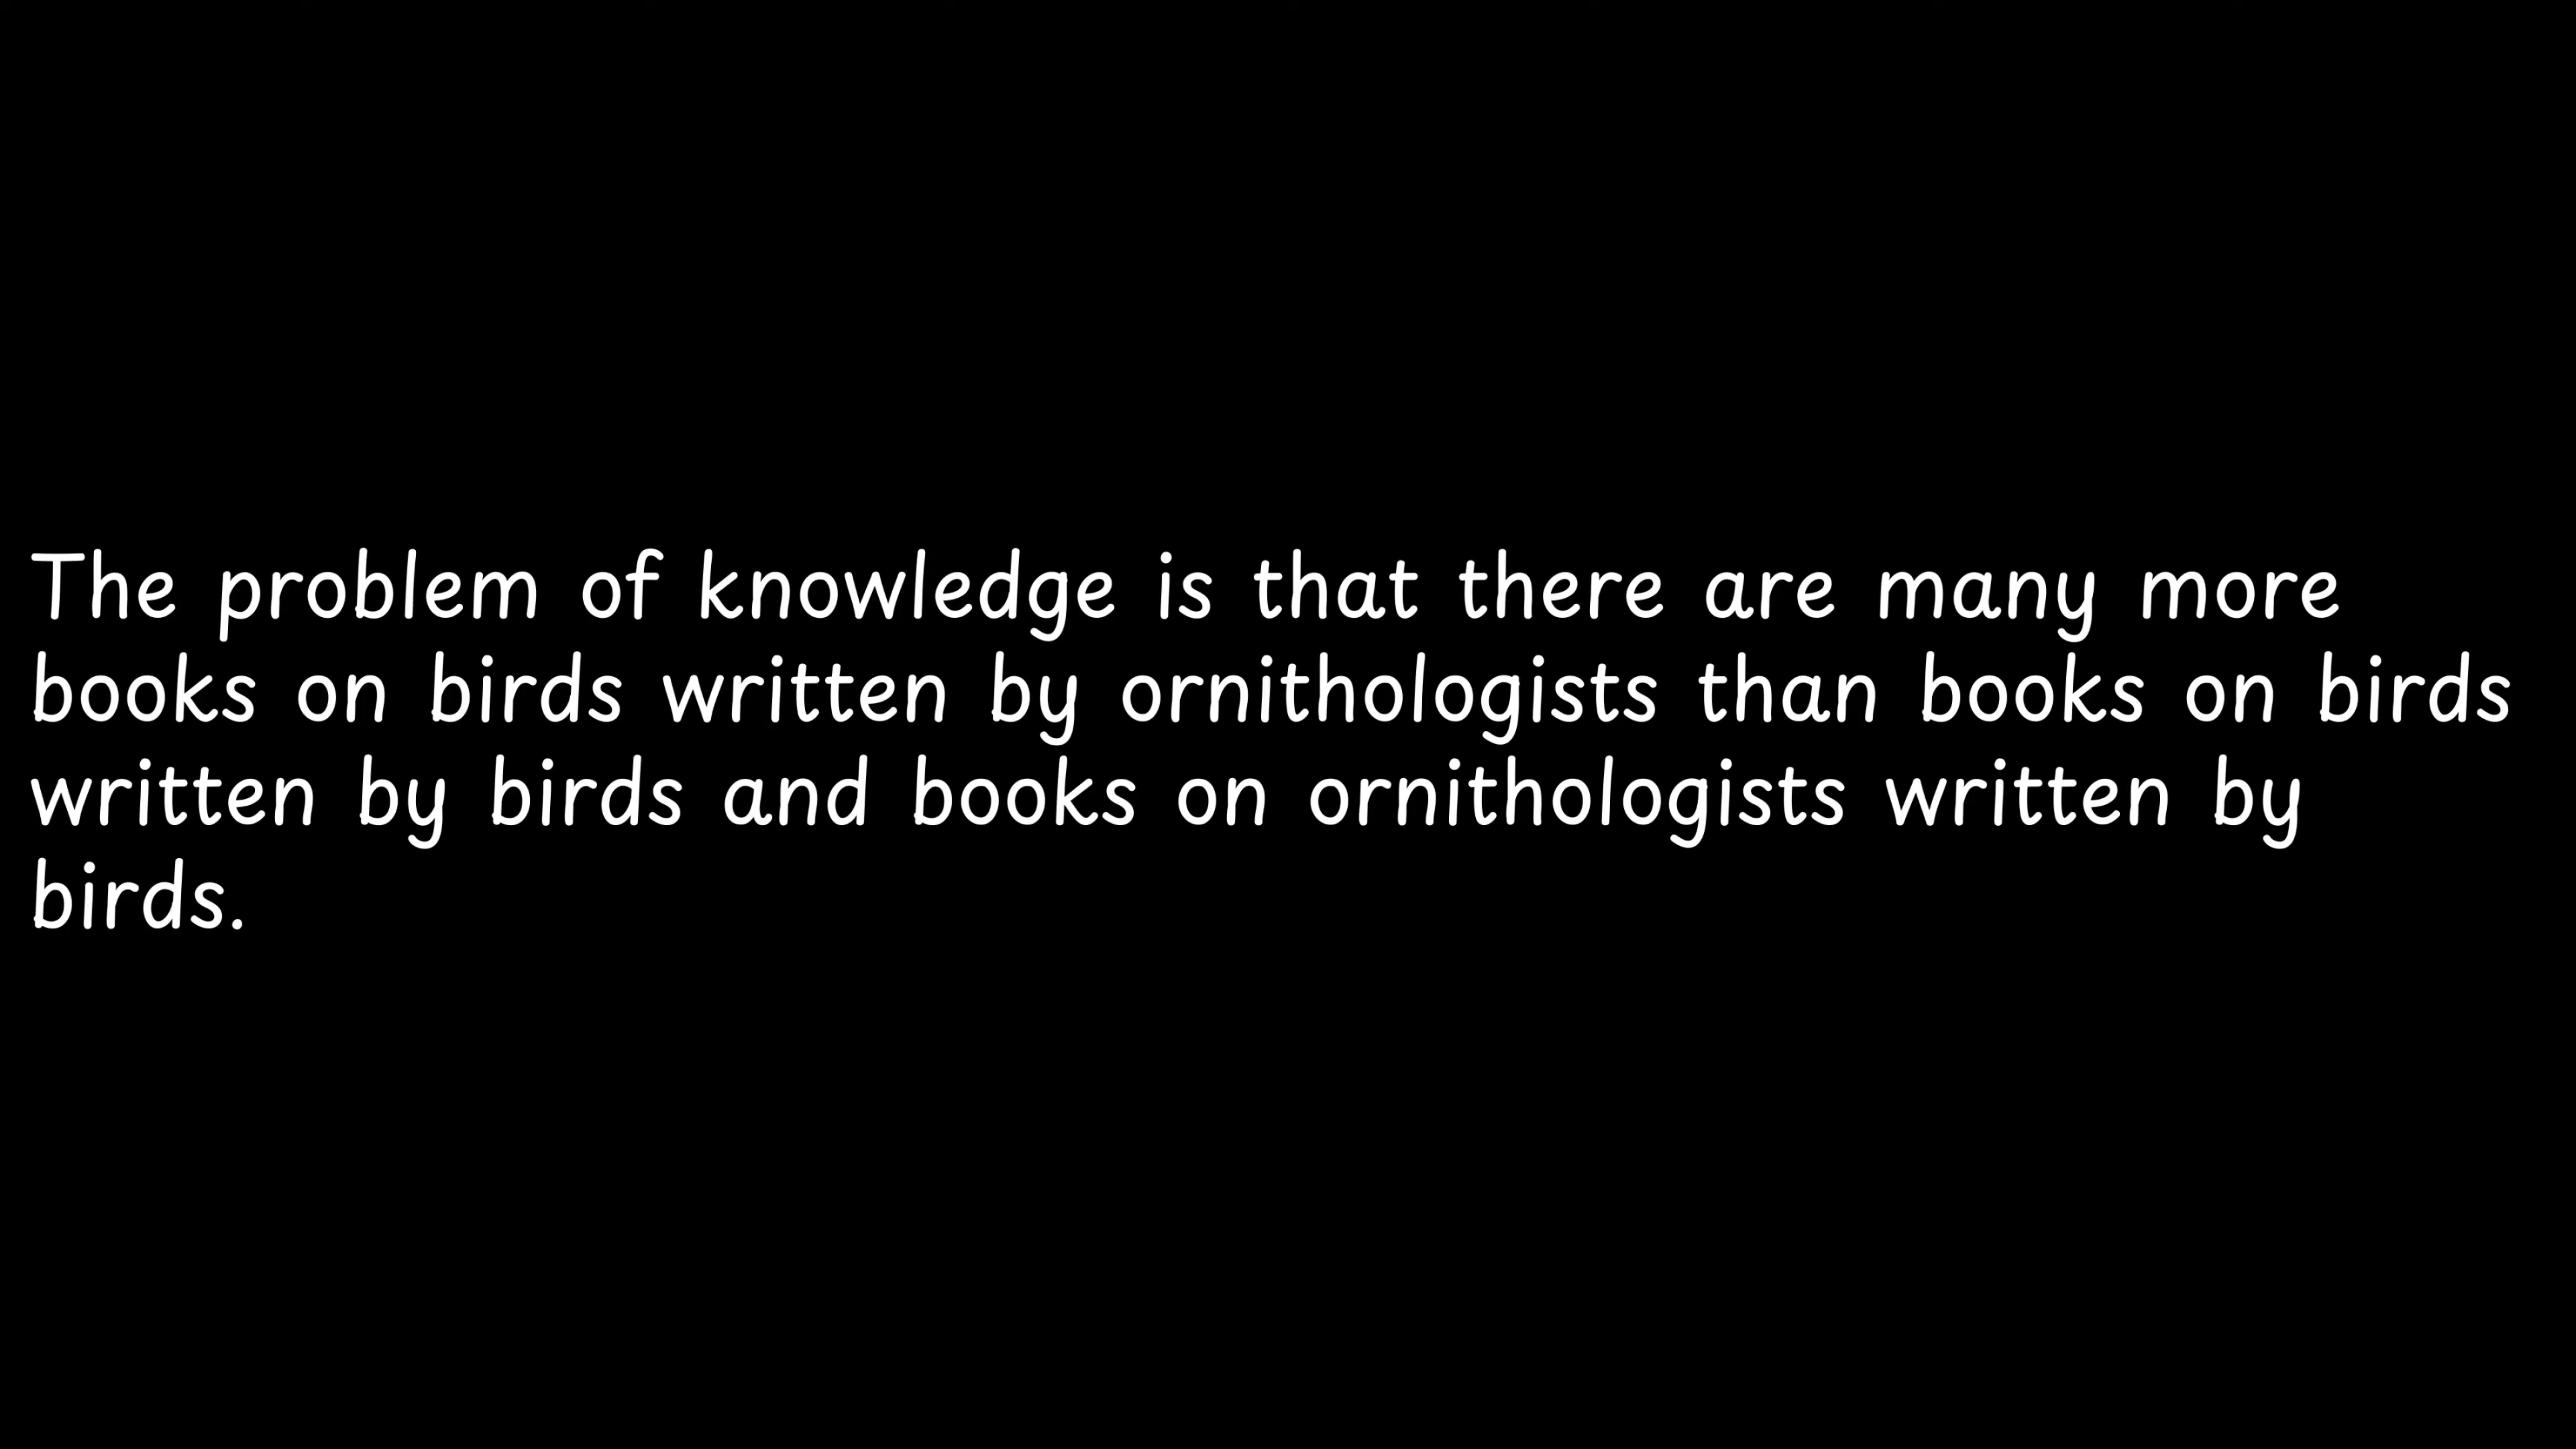 The problem of knowledge is that there are many more
books on birds written by ornithologists than books on birds
written by birds and books on ornithologists written by
birds.